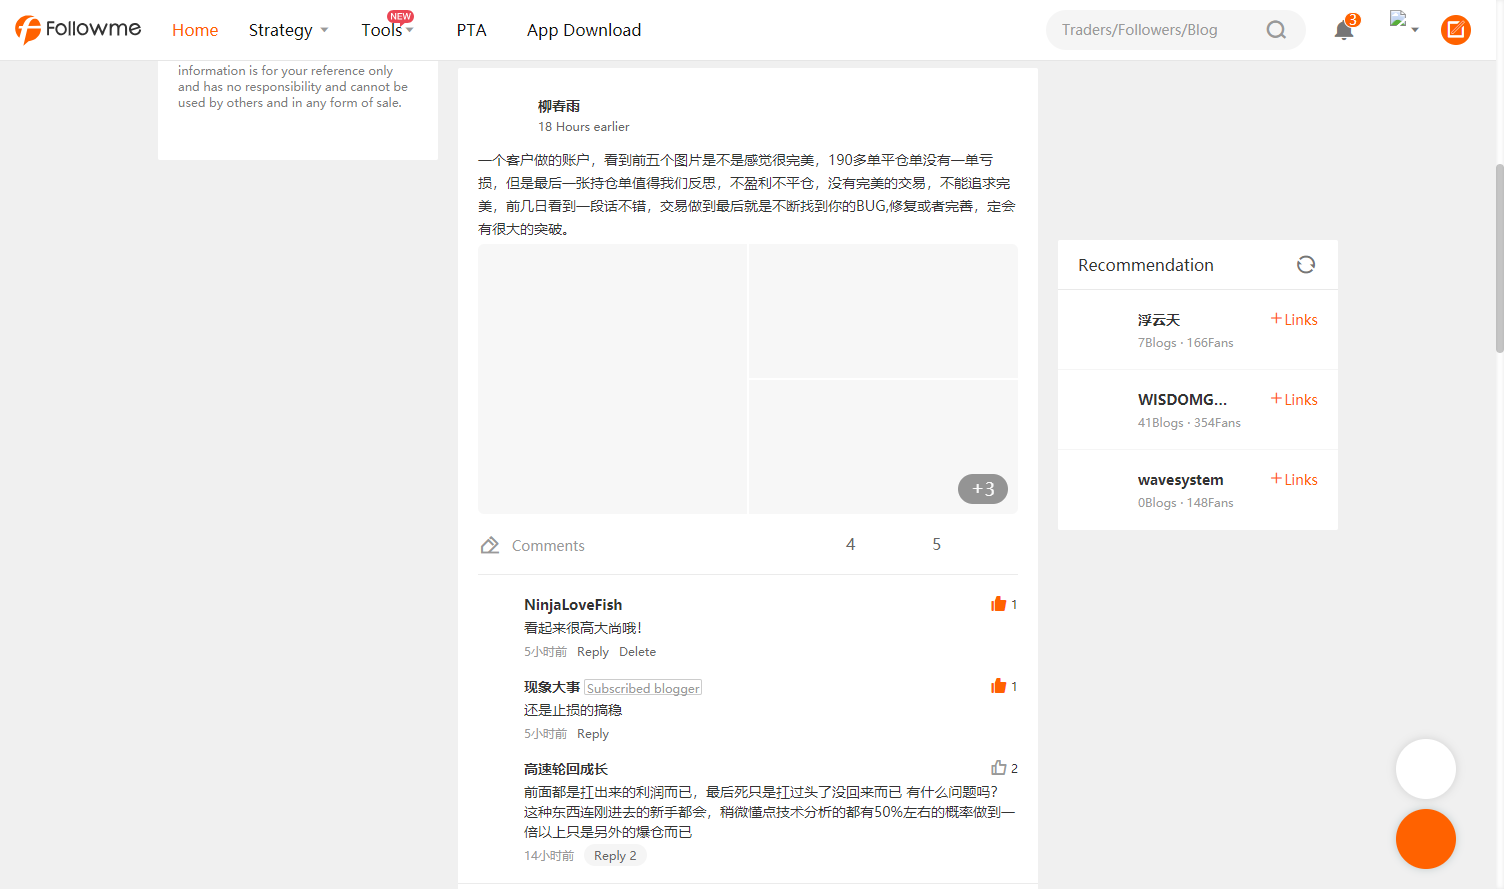 Followme
Home
Strategy
Tools
NEW
PTA
App Download
Traders/Followers/Blog
3
information is for your reference only
and has no responsibility and cannot be
used by others and in any form of sale.
柳春雨
18 Hours earlier
一个客户做的账户，看到前五个图片是不是感觉很完美，190多单平仓单没有一单亏
损，但是最后一张持仓单值得我们反思，不盈利不平仓，没有完美的交易，不能追求完
美，前几日看到一段话不错，交易做到最后就是不断找到你的BUG,修复或者完善，定会
有很大的突破。
+3
Comments
4
5
NinjaLoveFish
1
看起来很高大尚哦！
5小时前 Reply Delete
现象大事 Subscribed blogger
1
还是止损的搞稳
5小时前 Reply
高速轮回成长
2
前面都是扛出来的利润而已，最后死只是扛过头了没回来而已 有什么问题吗？
这种东西连刚进去的新手都会，稍微懂点技术分析的都有50%左右的概率做到一
倍以上只是另外的爆仓而已
14小时前 Reply 2
Recommendation
浮云天
+Links
7Blogs · 166Fans
WISDOMG...
+Links
41Blogs · 354Fans
wavesystem
+Links
0Blogs · 148Fans